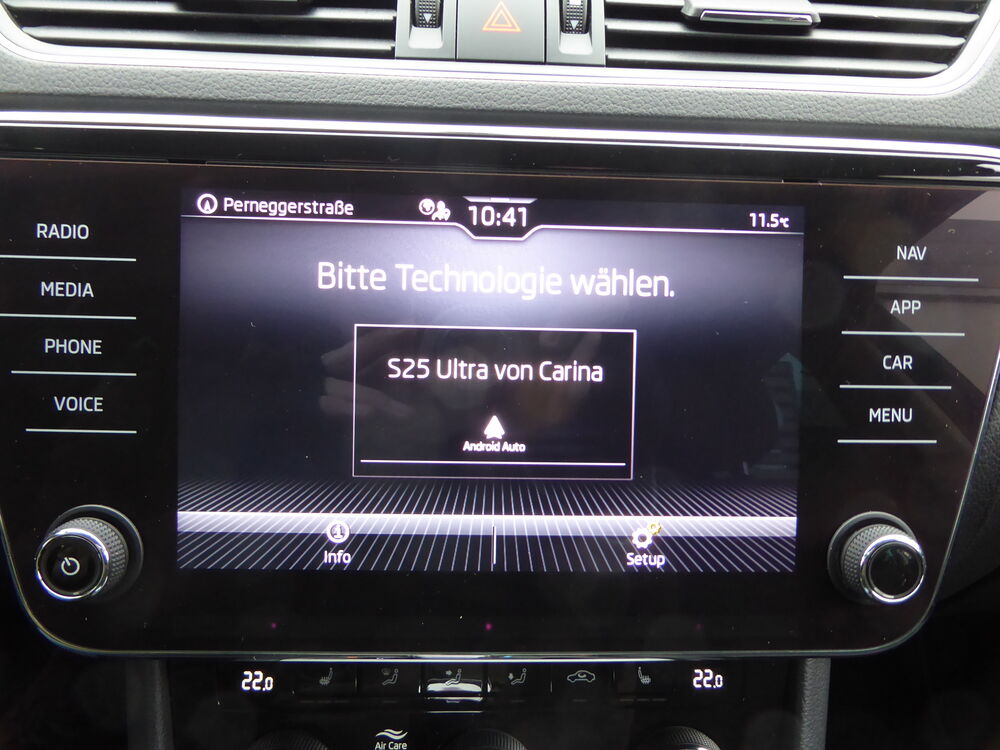 Perneggerstraße
10:41
11.5°C
RADIO
MEDIA
PHONE
VOICE
NAV
APP
CAR
MENU
Bitte Technologie wählen.
S25 Ultra von Carina
Android Auto
Info
Setup
22.0
22.0
Air Care